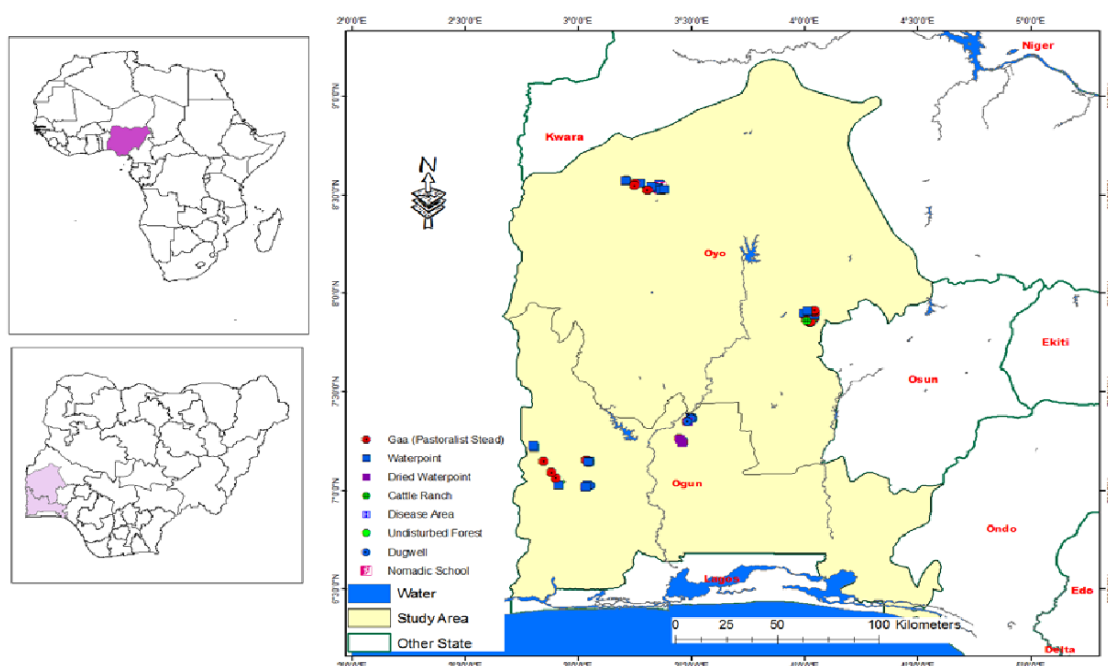 2°0'0"E 2°30'0"E 3°0'0"E 3°30'0"E 4°0'0"E 4°30'0"E 5°0'0"E
Niger
Kwara
N
Oyo
Ekiti
Osun
Ogun
Ondo
Lagos
Edo
Delta
Gaa (Pastoralist Stead)
Waterpoint
Dried Waterpoint
Cattle Ranch
Disease Area
Undisturbed Forest
Dugwell
Nomadic School
Water
Study Area
Other State
0 25 50 100 Kilometers